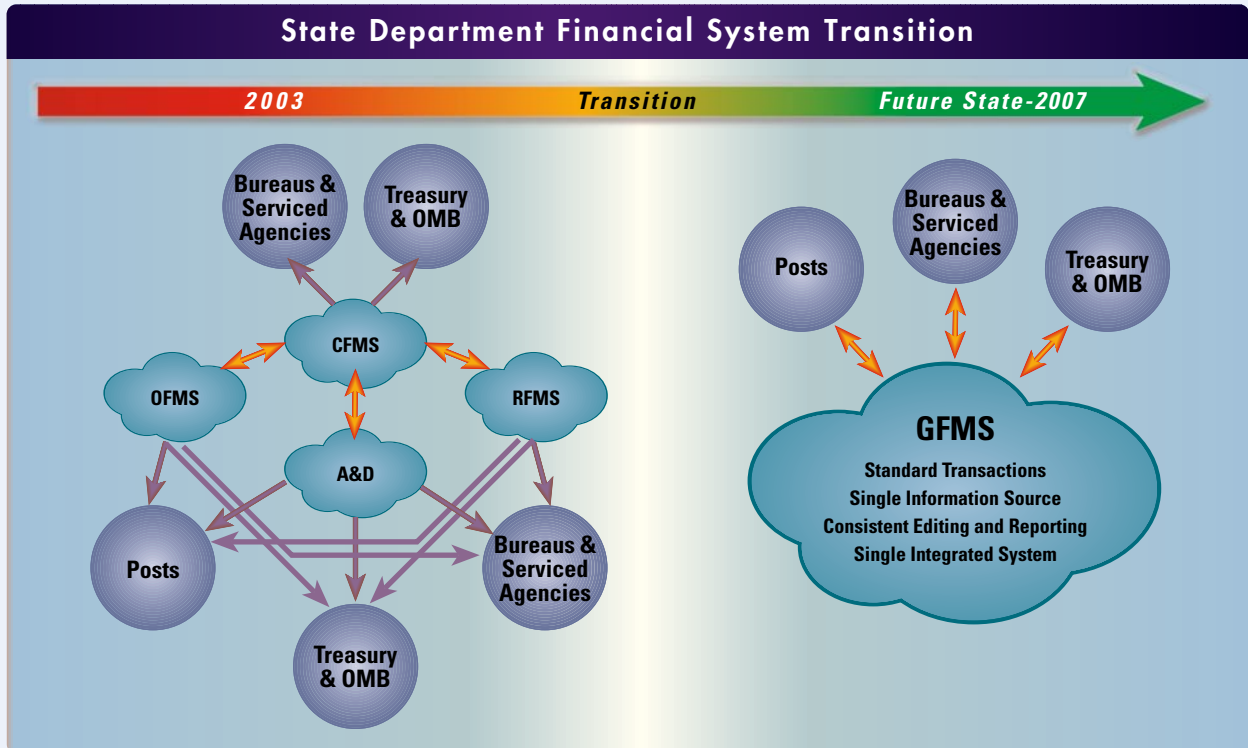 State Department Financial System Transition
2003
Transition
Future State-2007
Bureaus &
Serviced
Agencies
Treasury
& OMB
CFMS
OFMS
RFMS
A&D
Posts
Treasury
& OMB
Bureaus &
Serviced
Agencies
Posts
Bureaus &
Serviced
Agencies
Treasury
& OMB
GFMS
Standard Transactions
Single Information Source
Consistent Editing and Reporting
Single Integrated System